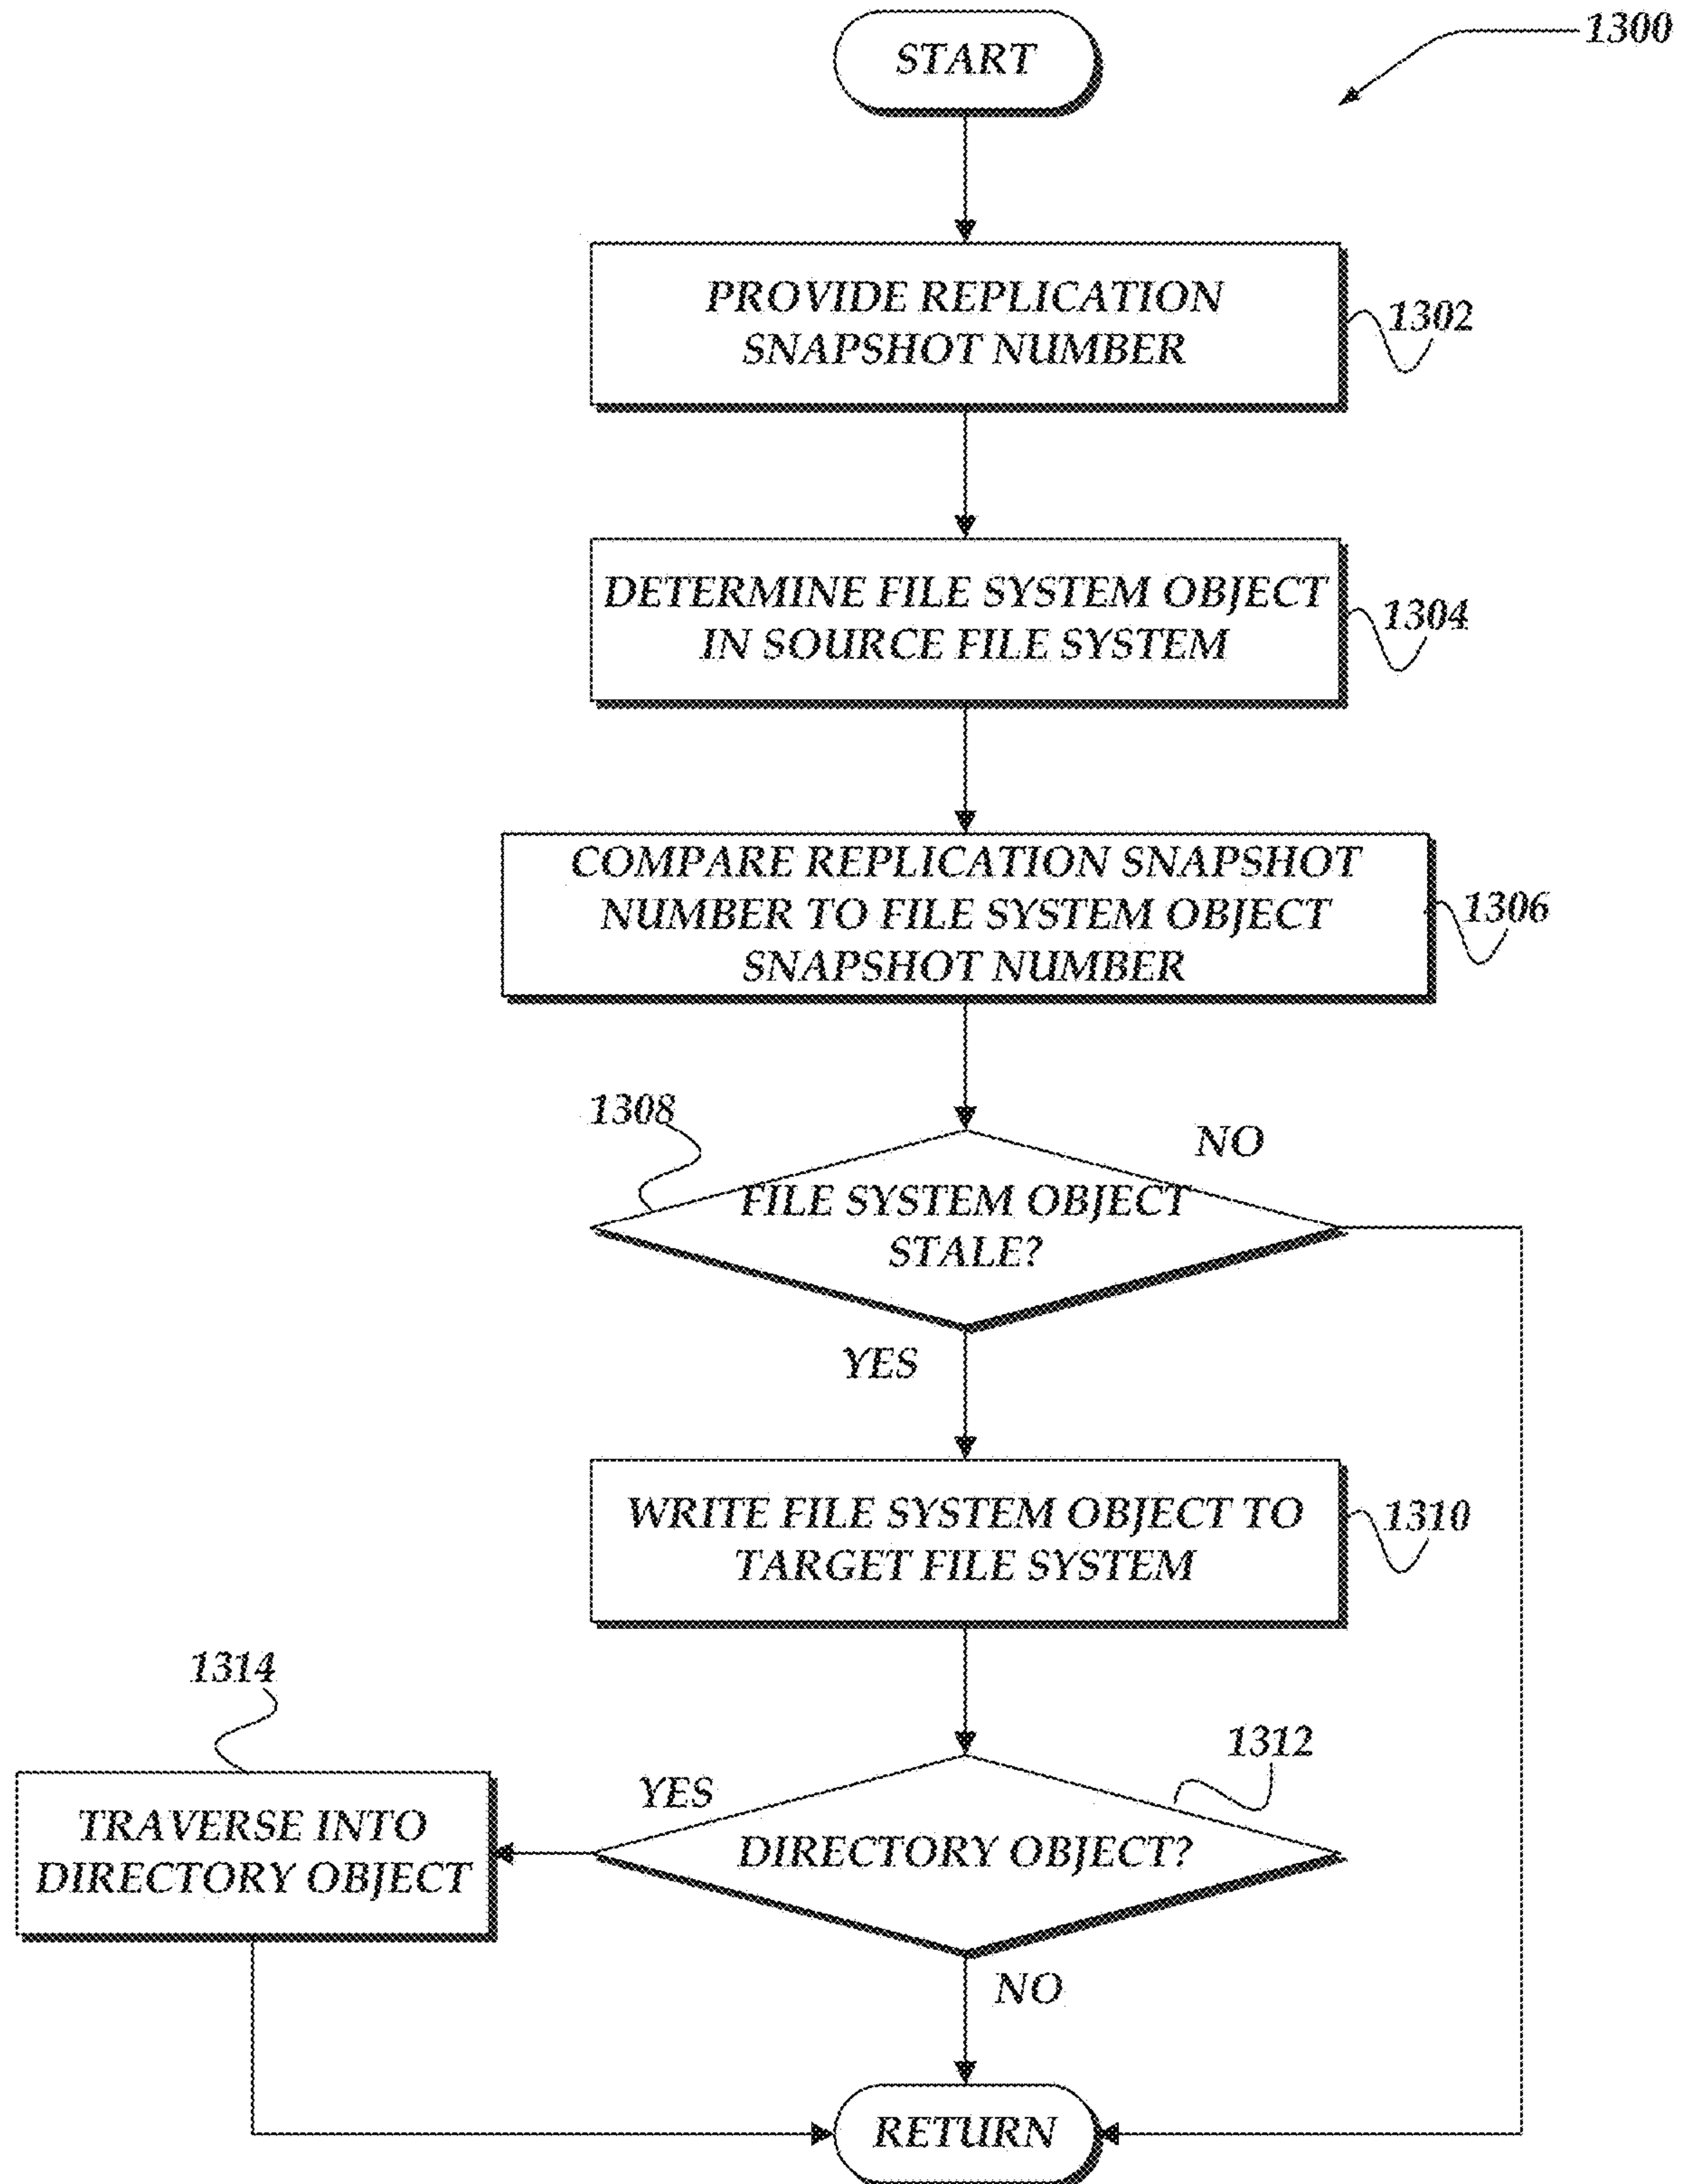 1300
START
PROVIDE REPLICATION
SNAPSHOT NUMBER
1302
DETERMINE FILE SYSTEM OBJECT
IN SOURCE FILE SYSTEM
1304
COMPARE REPLICATION SNAPSHOT
NUMBER TO FILE SYSTEM OBJECT
SNAPSHOT NUMBER
1306
1308
NO
FILE SYSTEM OBJECT
STALE?
YES
WRITE FILE SYSTEM OBJECT TO
TARGET FILE SYSTEM
1310
1314
1312
YES
TRAVERSE INTO
DIRECTORY OBJECT
DIRECTORY OBJECT?
NO
RETURN